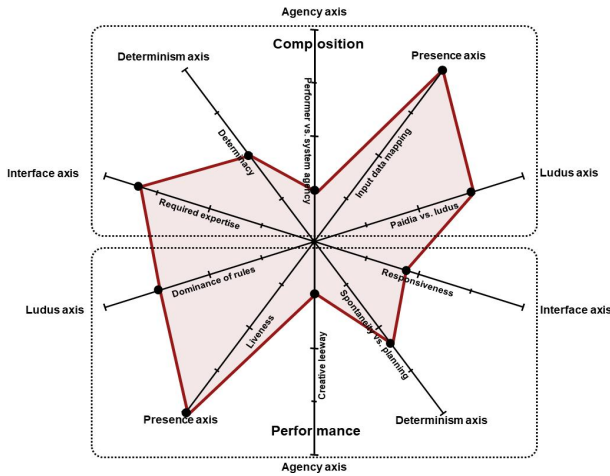 Agency axis
Composition
Determinism axis
Presence axis
Performer vs. system agency
Determinacy
Input data mapping
Interface axis
Ludus axis
Required expertise
Paidia vs. ludus
Dominance of rules
Responsiveness
Ludus axis
Interface axis
Liveness
Spontaneity vs. planning
Creative leeway
Presence axis
Determinism axis
Performance
Agency axis